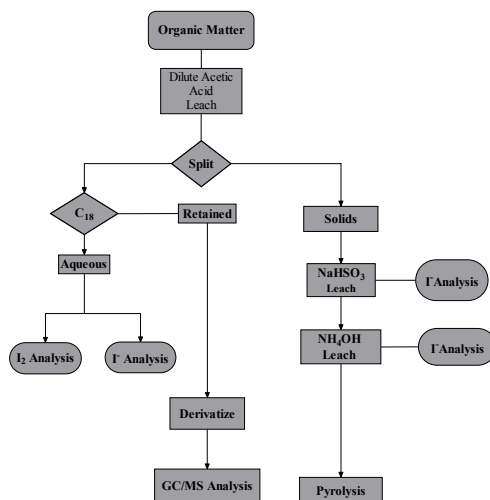 Organic Matter
Dilute Acetic
Acid
Leach
Split
C₁₈
Retained
Solids
Aqueous
NaHSO₃
Leach
I⁻Analysis
I₂ Analysis
I⁻ Analysis
NH₄OH
Leach
I⁻Analysis
Derivatize
GC/MS Analysis
Pyrolysis